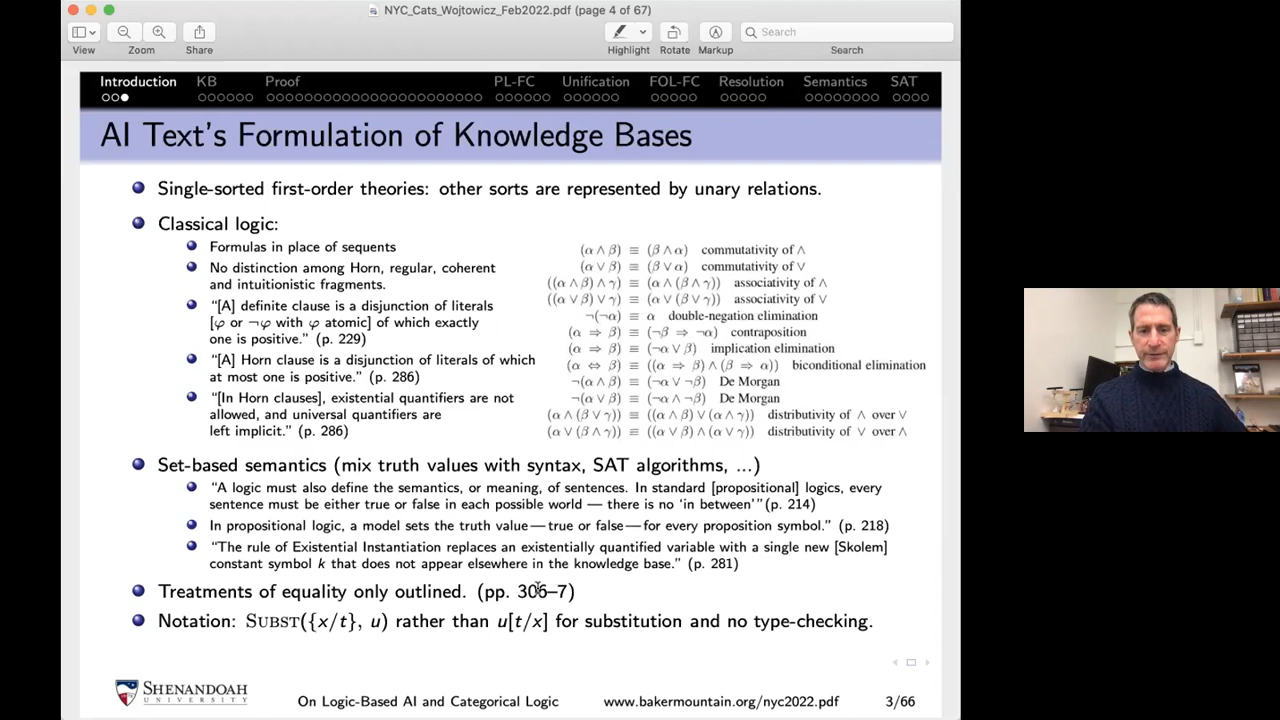 NYC_Cats_Wojtowicz_Feb2022.pdf (page 4 of 67)
View Zoom Share Highlight Rotate Markup Search
Search
Introduction KB Proof PL-FC Unification FOL-FC Resolution Semantics SAT
AI Text's Formulation of Knowledge Bases
Single-sorted first-order theories: other sorts are represented by unary relations.
Classical logic:
Formulas in place of sequents
No distinction among Horn, regular, coherent
and intuitionistic fragments.
"[A] definite clause is a disjunction of literals
[φ or ¬φ with φ atomic] of which exactly
one is positive." (p. 229)
"[A] Horn clause is a disjunction of literals of which
at most one is positive." (p. 286)
"[In Horn clauses], existential quantifiers are not
allowed, and universal quantifiers are
left implicit." (p. 286)
(α ∧ β) ≡ (β ∧ α) commutativity of ∧
(α ∨ β) ≡ (β ∨ α) commutativity of ∨
((α ∧ β) ∧ γ) ≡ (α ∧ (β ∧ γ)) associativity of ∧
((α ∨ β) ∨ γ) ≡ (α ∨ (β ∨ γ)) associativity of ∨
¬(¬α) ≡ α double-negation elimination
(α ⇒ β) ≡ (¬β ⇒ ¬α) contraposition
(α ⇒ β) ≡ (¬α ∨ β) implication elimination
(α ⇔ β) ≡ ((α ⇒ β) ∧ (β ⇒ α)) biconditional elimination
¬(α ∧ β) ≡ (¬α ∨ ¬β) De Morgan
¬(α ∨ β) ≡ (¬α ∧ ¬β) De Morgan
(α ∧ (β ∨ γ)) ≡ ((α ∧ β) ∨ (α ∧ γ)) distributivity of ∧ over ∨
(α ∨ (β ∧ γ)) ≡ ((α ∨ β) ∧ (α ∨ γ)) distributivity of ∨ over ∧
Set-based semantics (mix truth values with syntax, SAT algorithms, ...)
"A logic must also define the semantics, or meaning, of sentences. In standard [propositional] logics, every
sentence must be either true or false in each possible world — there is no 'in between'"(p. 214)
In propositional logic, a model sets the truth value — true or false — for every proposition symbol." (p. 218)
"The rule of Existential Instantiation replaces an existentially quantified variable with a single new [Skolem]
constant symbol k that does not appear elsewhere in the knowledge base." (p. 281)
Treatments of equality only outlined. (pp. 306–7)
Notation: SUBST({x/t}, u) rather than u[t/x] for substitution and no type-checking.
SHENANDOAH
UNIVERSITY
On Logic-Based AI and Categorical Logic www.bakermountain.org/nyc2022.pdf 3/66